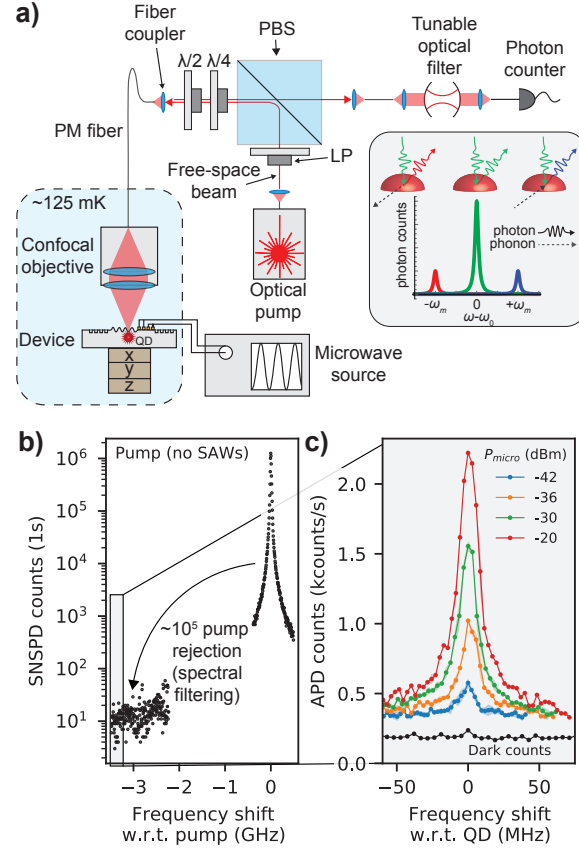 a)
Fiber
coupler
λ/2 λ/4
PBS
Tunable
optical
filter
Photon
counter
PM fiber
LP
Free-space
beam
~125 mK
Confocal
objective
Optical
pump
Device
QD
x
y
z
Microwave
source
photon counts
photon
phonon
-ωm 0 +ωm
ω-ω0
b)
Pump (no SAWs)
SNSPD counts (1s)
10^6
10^5
10^4
10^3
10^2
10^1
~10^5 pump
rejection
(spectral
filtering)
−3 −2 −1 0
Frequency shift
w.r.t. pump (GHz)
c)
Pmicro (dBm)
-42
-36
-30
-20
APD counts (kcounts/s)
2.0
1.5
1.0
0.5
0.0
Dark counts
−50 0 50
Frequency shift
w.r.t. QD (MHz)